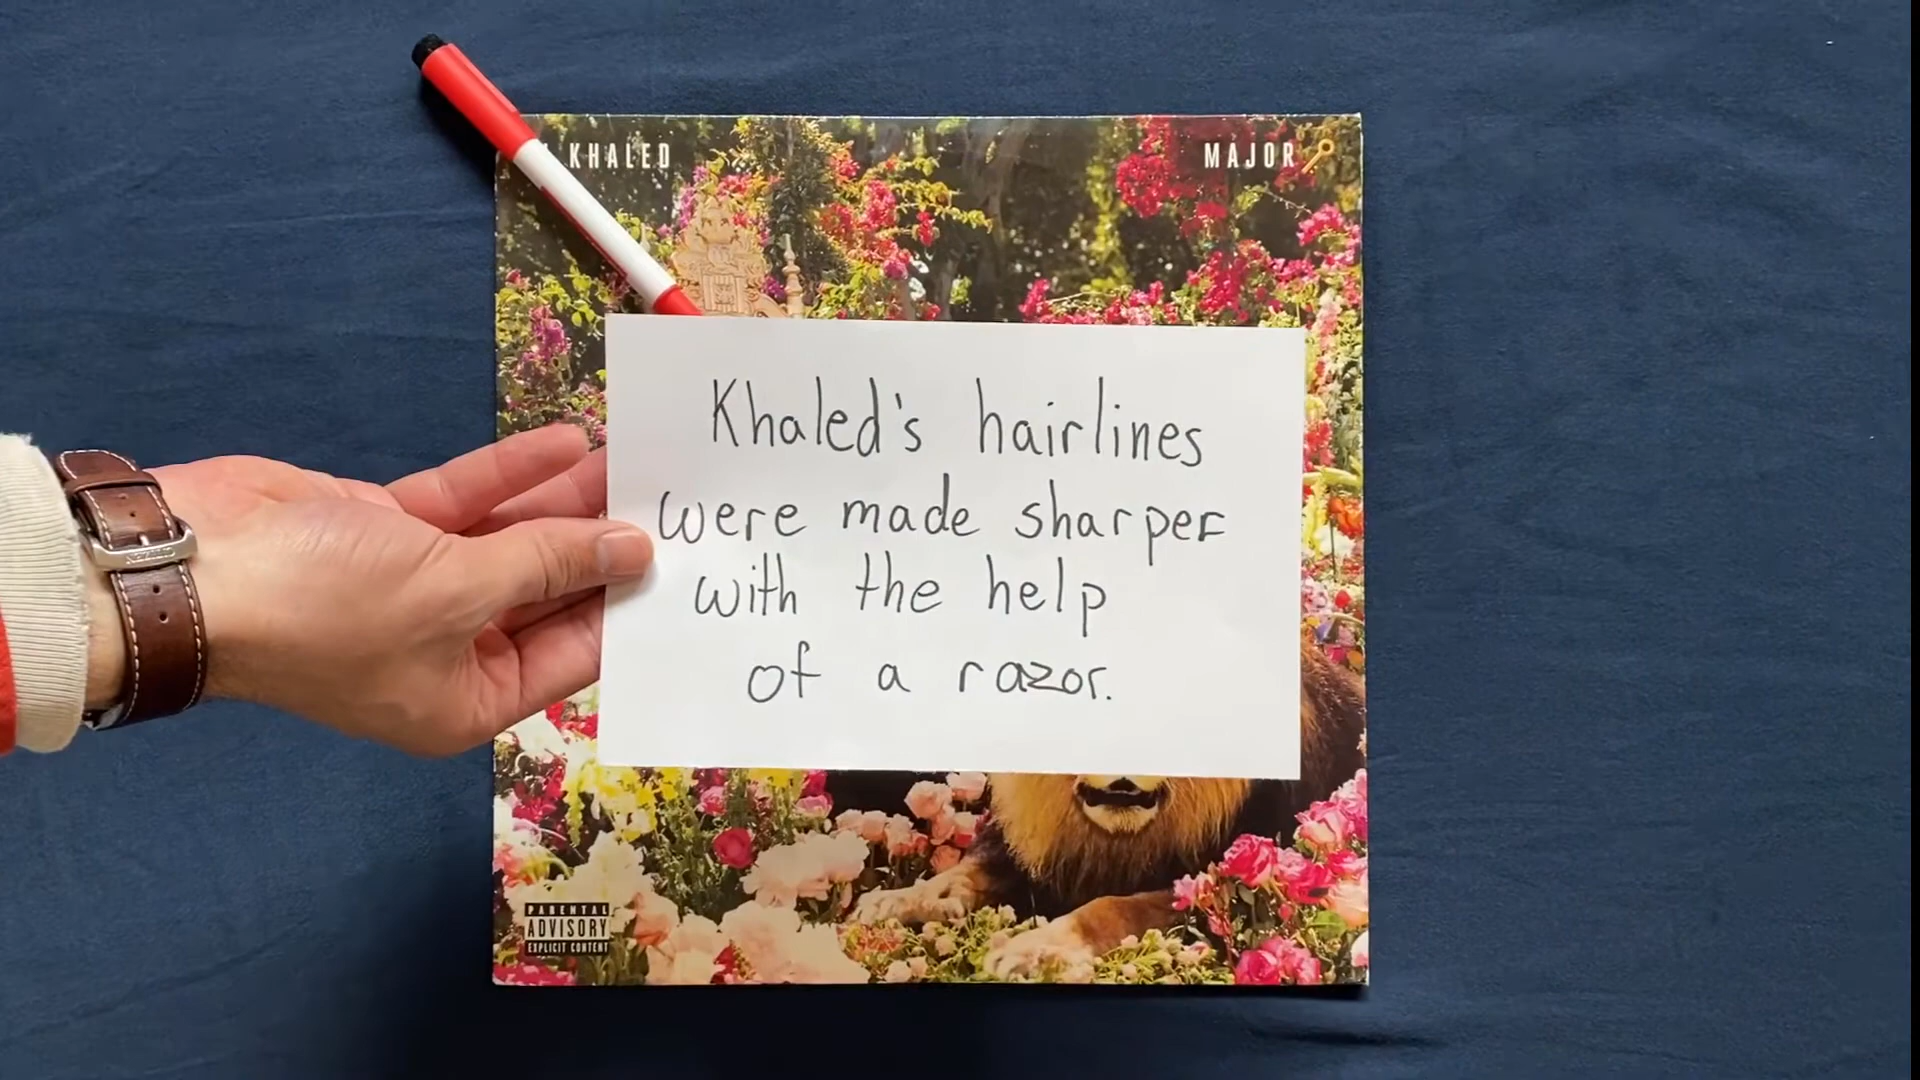 KHALED
MAJOR
Khaled's hairlines
were made sharper
with the help
of a razor.
PARENTAL
ADVISORY
EXPLICIT CONTENT